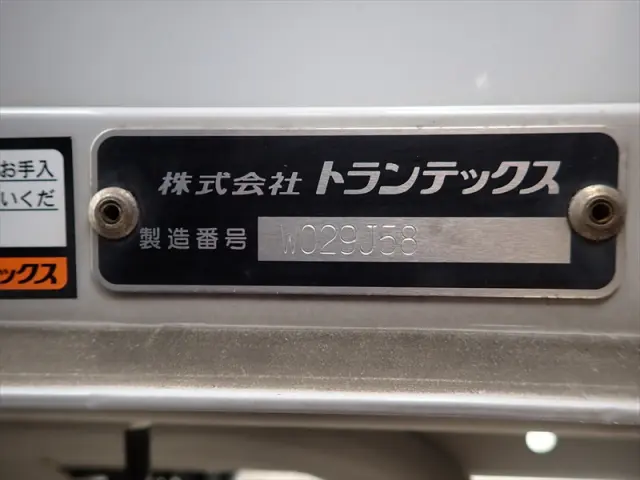 お手入
いくだ
ックス
株式会社 トランテックス
製造番号 W029J58